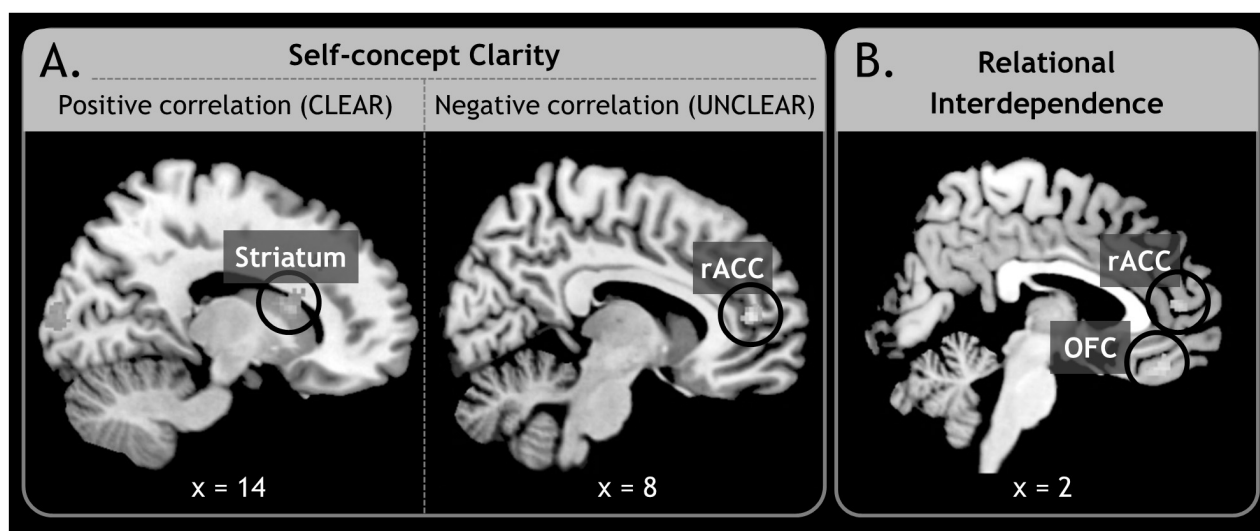 A.
Self-concept Clarity
Positive correlation (CLEAR)
Negative correlation (UNCLEAR)
Striatum
rACC
x = 14
x = 8
B.
Relational
Interdependence
rACC
OFC
x = 2